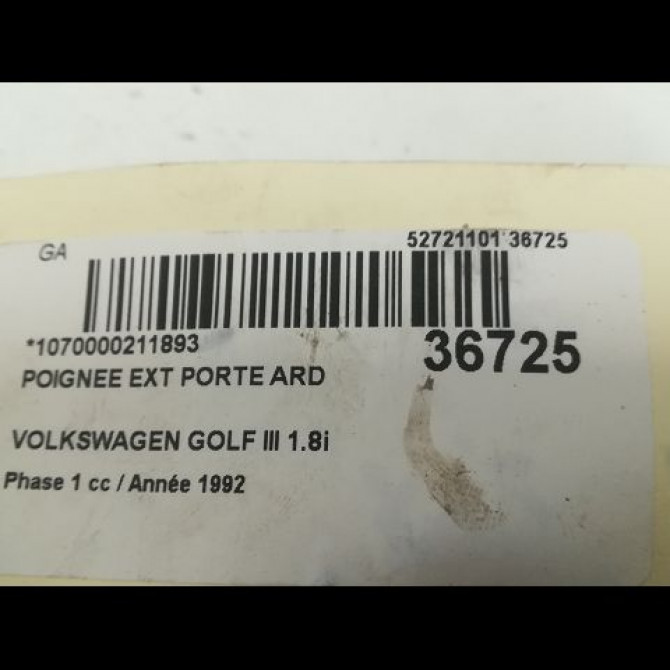 GA
52721101 36725
*1070000211893
36725
POIGNEE EXT PORTE ARD
VOLKSWAGEN GOLF III 1.8i
Phase 1 cc / Année 1992